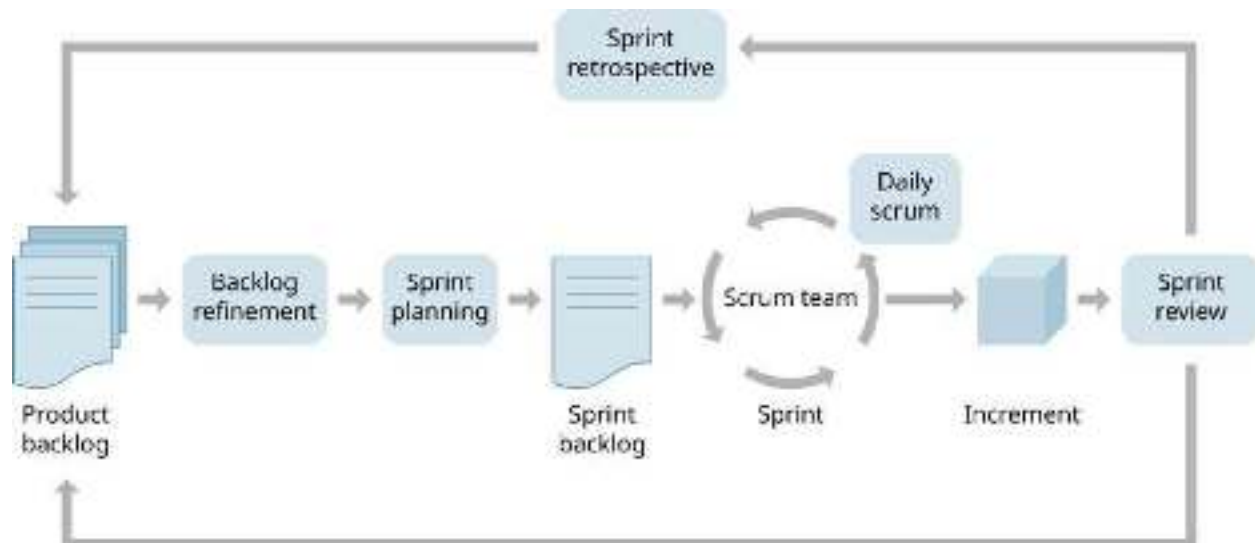 Sprint
retrospective
Daily
scrum
Backlog
refinement
Sprint
planning
Scrum team
Sprint
review
Product
backlog
Sprint
backlog
Sprint
Increment